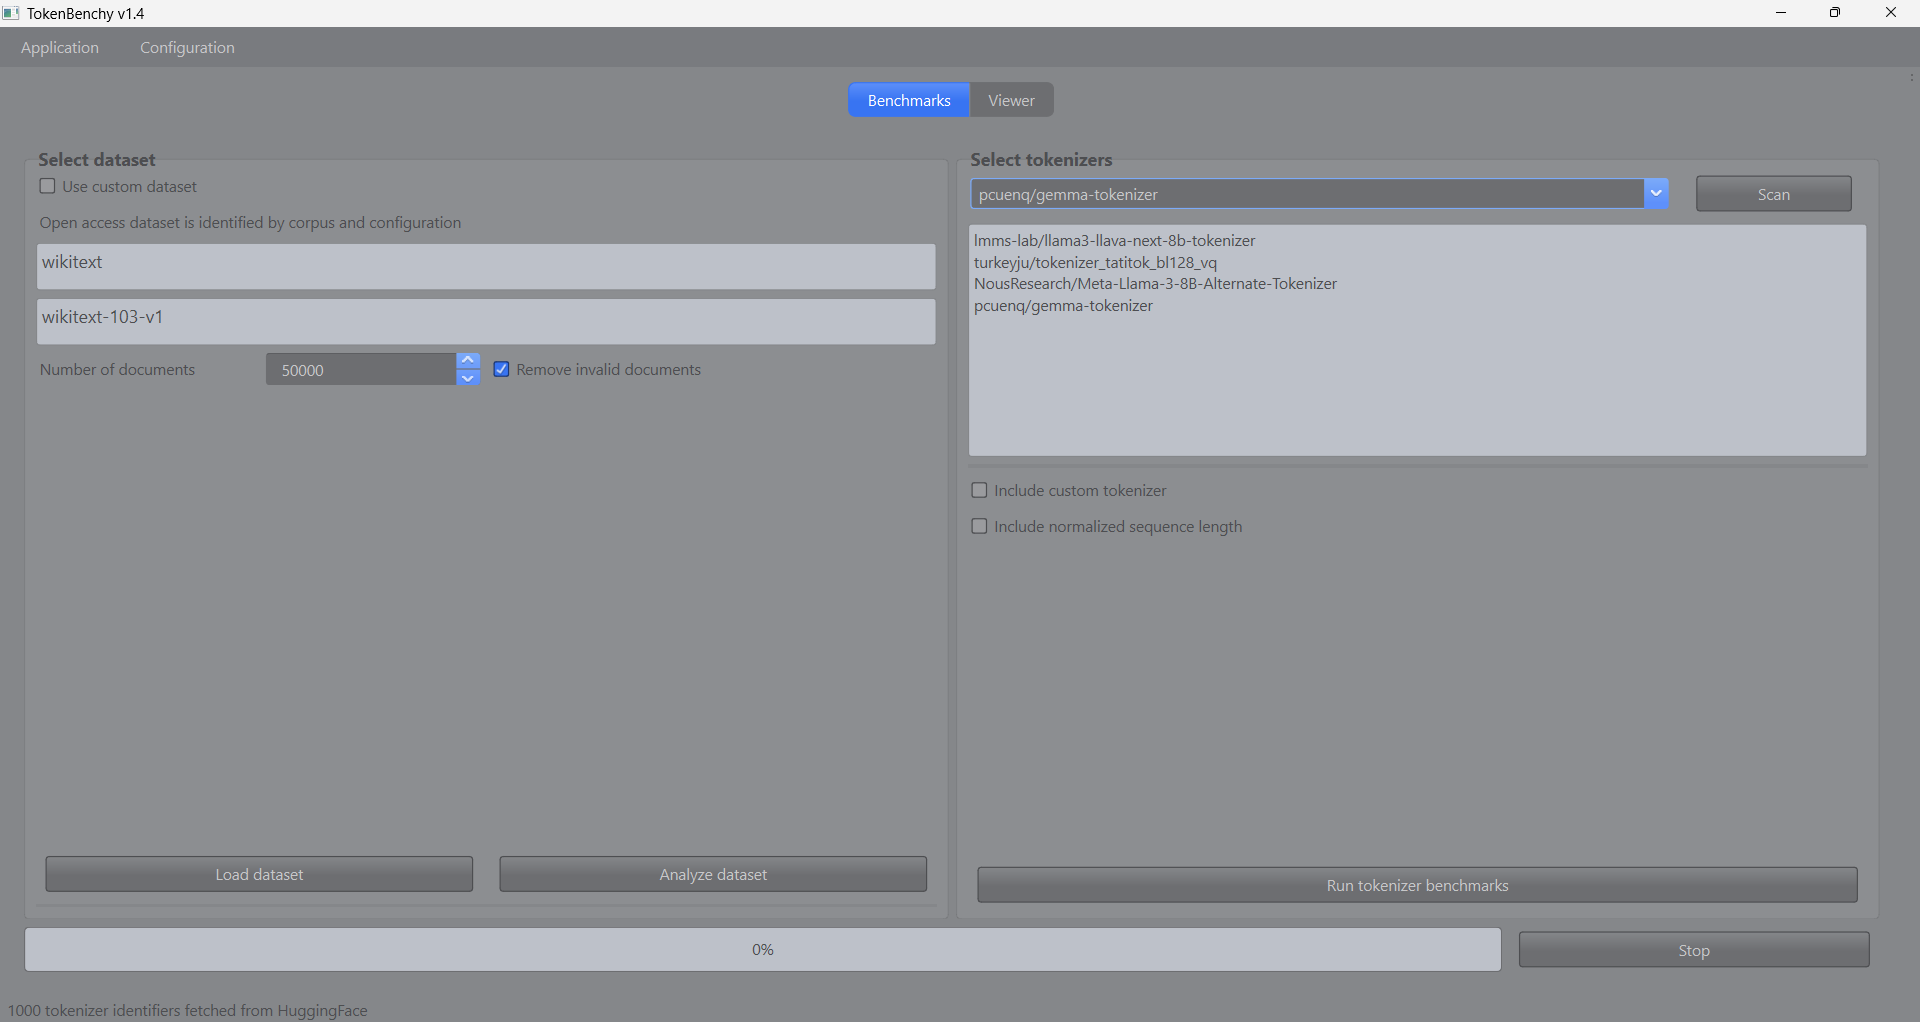 TokenBenchy v1.4
Application Configuration
Benchmarks Viewer
Select dataset
Use custom dataset
Open access dataset is identified by corpus and configuration
wikitext
wikitext-103-v1
Number of documents 50000 Remove invalid documents
Load dataset Analyze dataset
Select tokenizers
pcuenq/gemma-tokenizer Scan
lmms-lab/llama3-llava-next-8b-tokenizer
turkeyju/tokenizer_tatitok_bl128_vq
NousResearch/Meta-Llama-3-8B-Alternate-Tokenizer
pcuenq/gemma-tokenizer
Include custom tokenizer
Include normalized sequence length
Run tokenizer benchmarks
0% Stop
1000 tokenizer identifiers fetched from HuggingFace